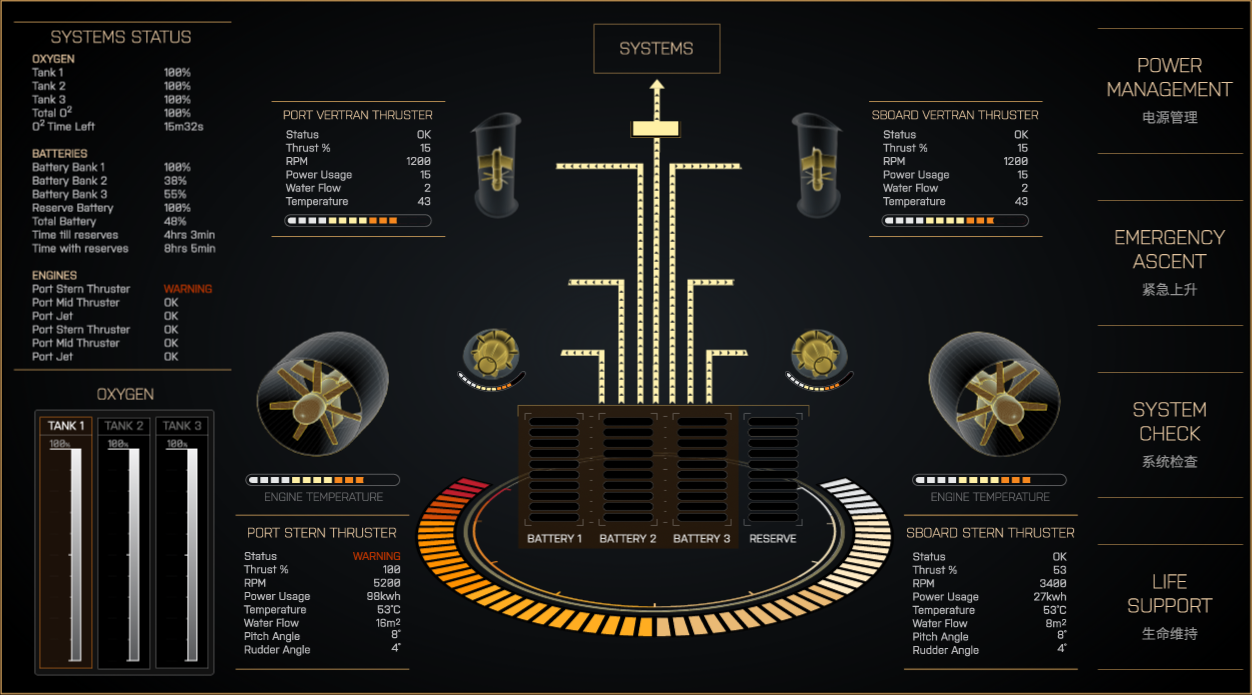 SYSTEMS STATUS
OXYGEN
Tank 1 100%
Tank 2 100%
Tank 3 100%
Total O² 100%
O² Time Left 15m32s
BATTERIES
Battery Bank 1 100%
Battery Bank 2 38%
Battery Bank 3 55%
Reserve Battery 100%
Total Battery 48%
Time till reserves 4hrs 3min
Time with reserves 8hrs 5min
ENGINES
Port Stern Thruster WARNING
Port Mid Thruster OK
Port Jet OK
Port Stern Thruster OK
Port Mid Thruster OK
Port Jet OK
OXYGEN
TANK 1 TANK 2 TANK 3
100% 100% 100%
SYSTEMS
PORT VERTRAN THRUSTER
Status OK
Thrust % 15
RPM 1200
Power Usage 15
Water Flow 2
Temperature 43
SBOARD VERTRAN THRUSTER
Status OK
Thrust % 15
RPM 1200
Power Usage 15
Water Flow 2
Temperature 43
ENGINE TEMPERATURE
PORT STERN THRUSTER
Status WARNING
Thrust % 100
RPM 5200
Power Usage 98kwh
Temperature 53°C
Water Flow 16m²
Pitch Angle 8°
Rudder Angle 4°
BATTERY 1 BATTERY 2 BATTERY 3 RESERVE
ENGINE TEMPERATURE
SBOARD STERN THRUSTER
Status OK
Thrust % 53
RPM 3400
Power Usage 27kwh
Temperature 53°C
Water Flow 8m²
Pitch Angle 8°
Rudder Angle 4°
POWER
MANAGEMENT
电源管理
EMERGENCY
ASCENT
紧急上升
SYSTEM
CHECK
系统检查
LIFE
SUPPORT
生命维持